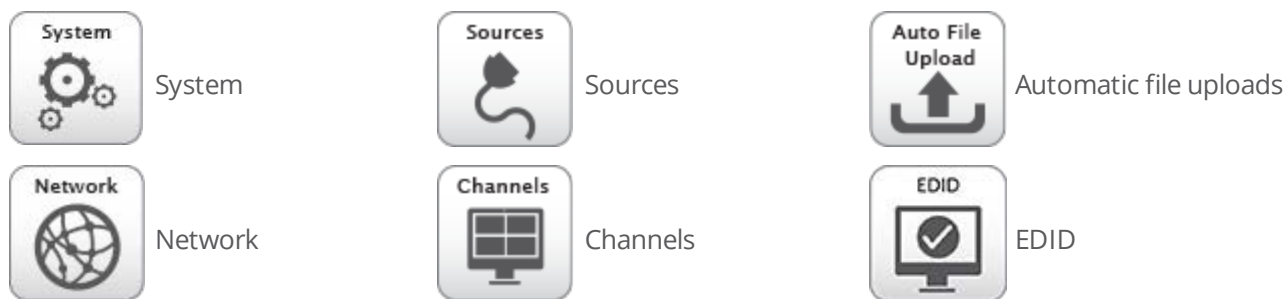 System
System
Sources
Sources
Auto File
Upload
Automatic file uploads
Network
Network
Channels
Channels
EDID
EDID